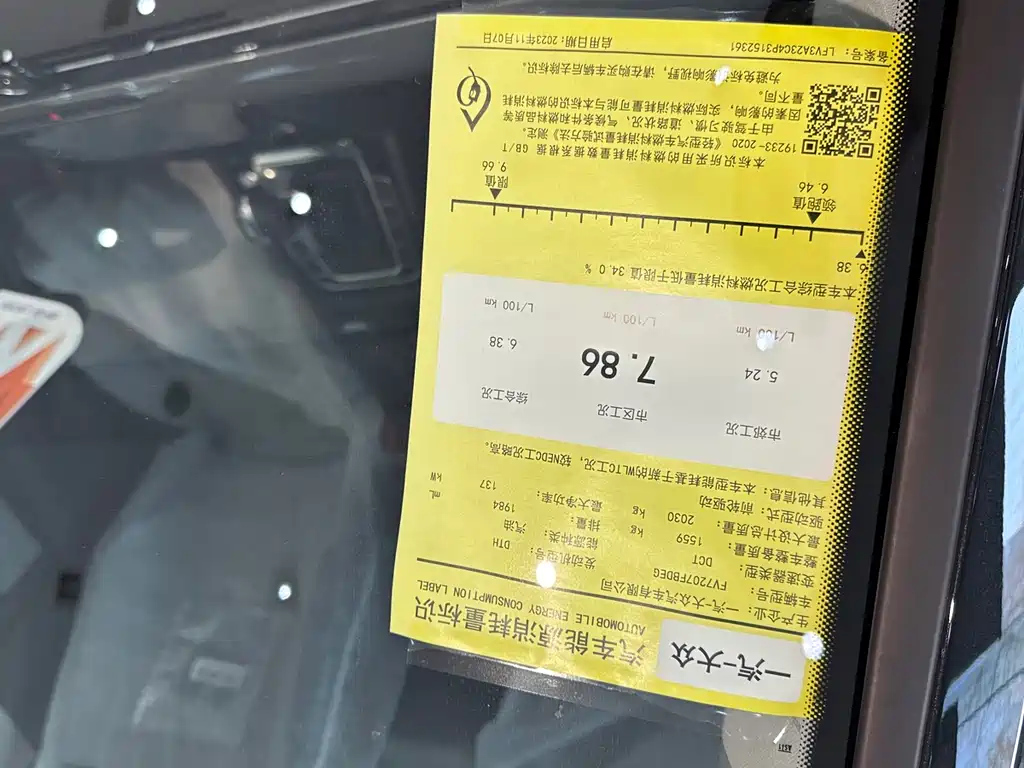 一汽-大众
汽车能源消耗量标识
AUTOMOBILE ENERGY CONSUMPTION LABEL
生产企业：一汽-大众汽车有限公司
车辆型号：FV7207FBDEG 发动机型号：DTH
变速器类型：DCT 能源种类：汽油
整车整备质量：1559 kg 排量：1984 mL
最大设计总质量：2030 kg 最大净功率：137 kW
驱动型式：前轮驱动
其他信息：本车型能耗基于新的WLTC工况，较NEDC工况略高。
市郊工况 市区工况 综合工况
5.24 7.86 6.38
L/100 km L/100 km L/100 km
本车型综合工况燃料消耗量低于限值 34.0 %
6.38
领跑值 限值
6.46 9.66
本标识所采用的燃料消耗量数据系根据 GB/T
19233-2020《轻型汽车燃料消耗量试验方法》测定。
由于驾驶习惯、道路状况、气候条件和燃料品质等
因素的影响，实际燃料消耗量可能与本标识的燃料消耗
量不同。
为避免标识影响视野，请在购买车辆后去除标识。
备案号：LFV3A23C4P3152361 启用日期：2023年11月07日